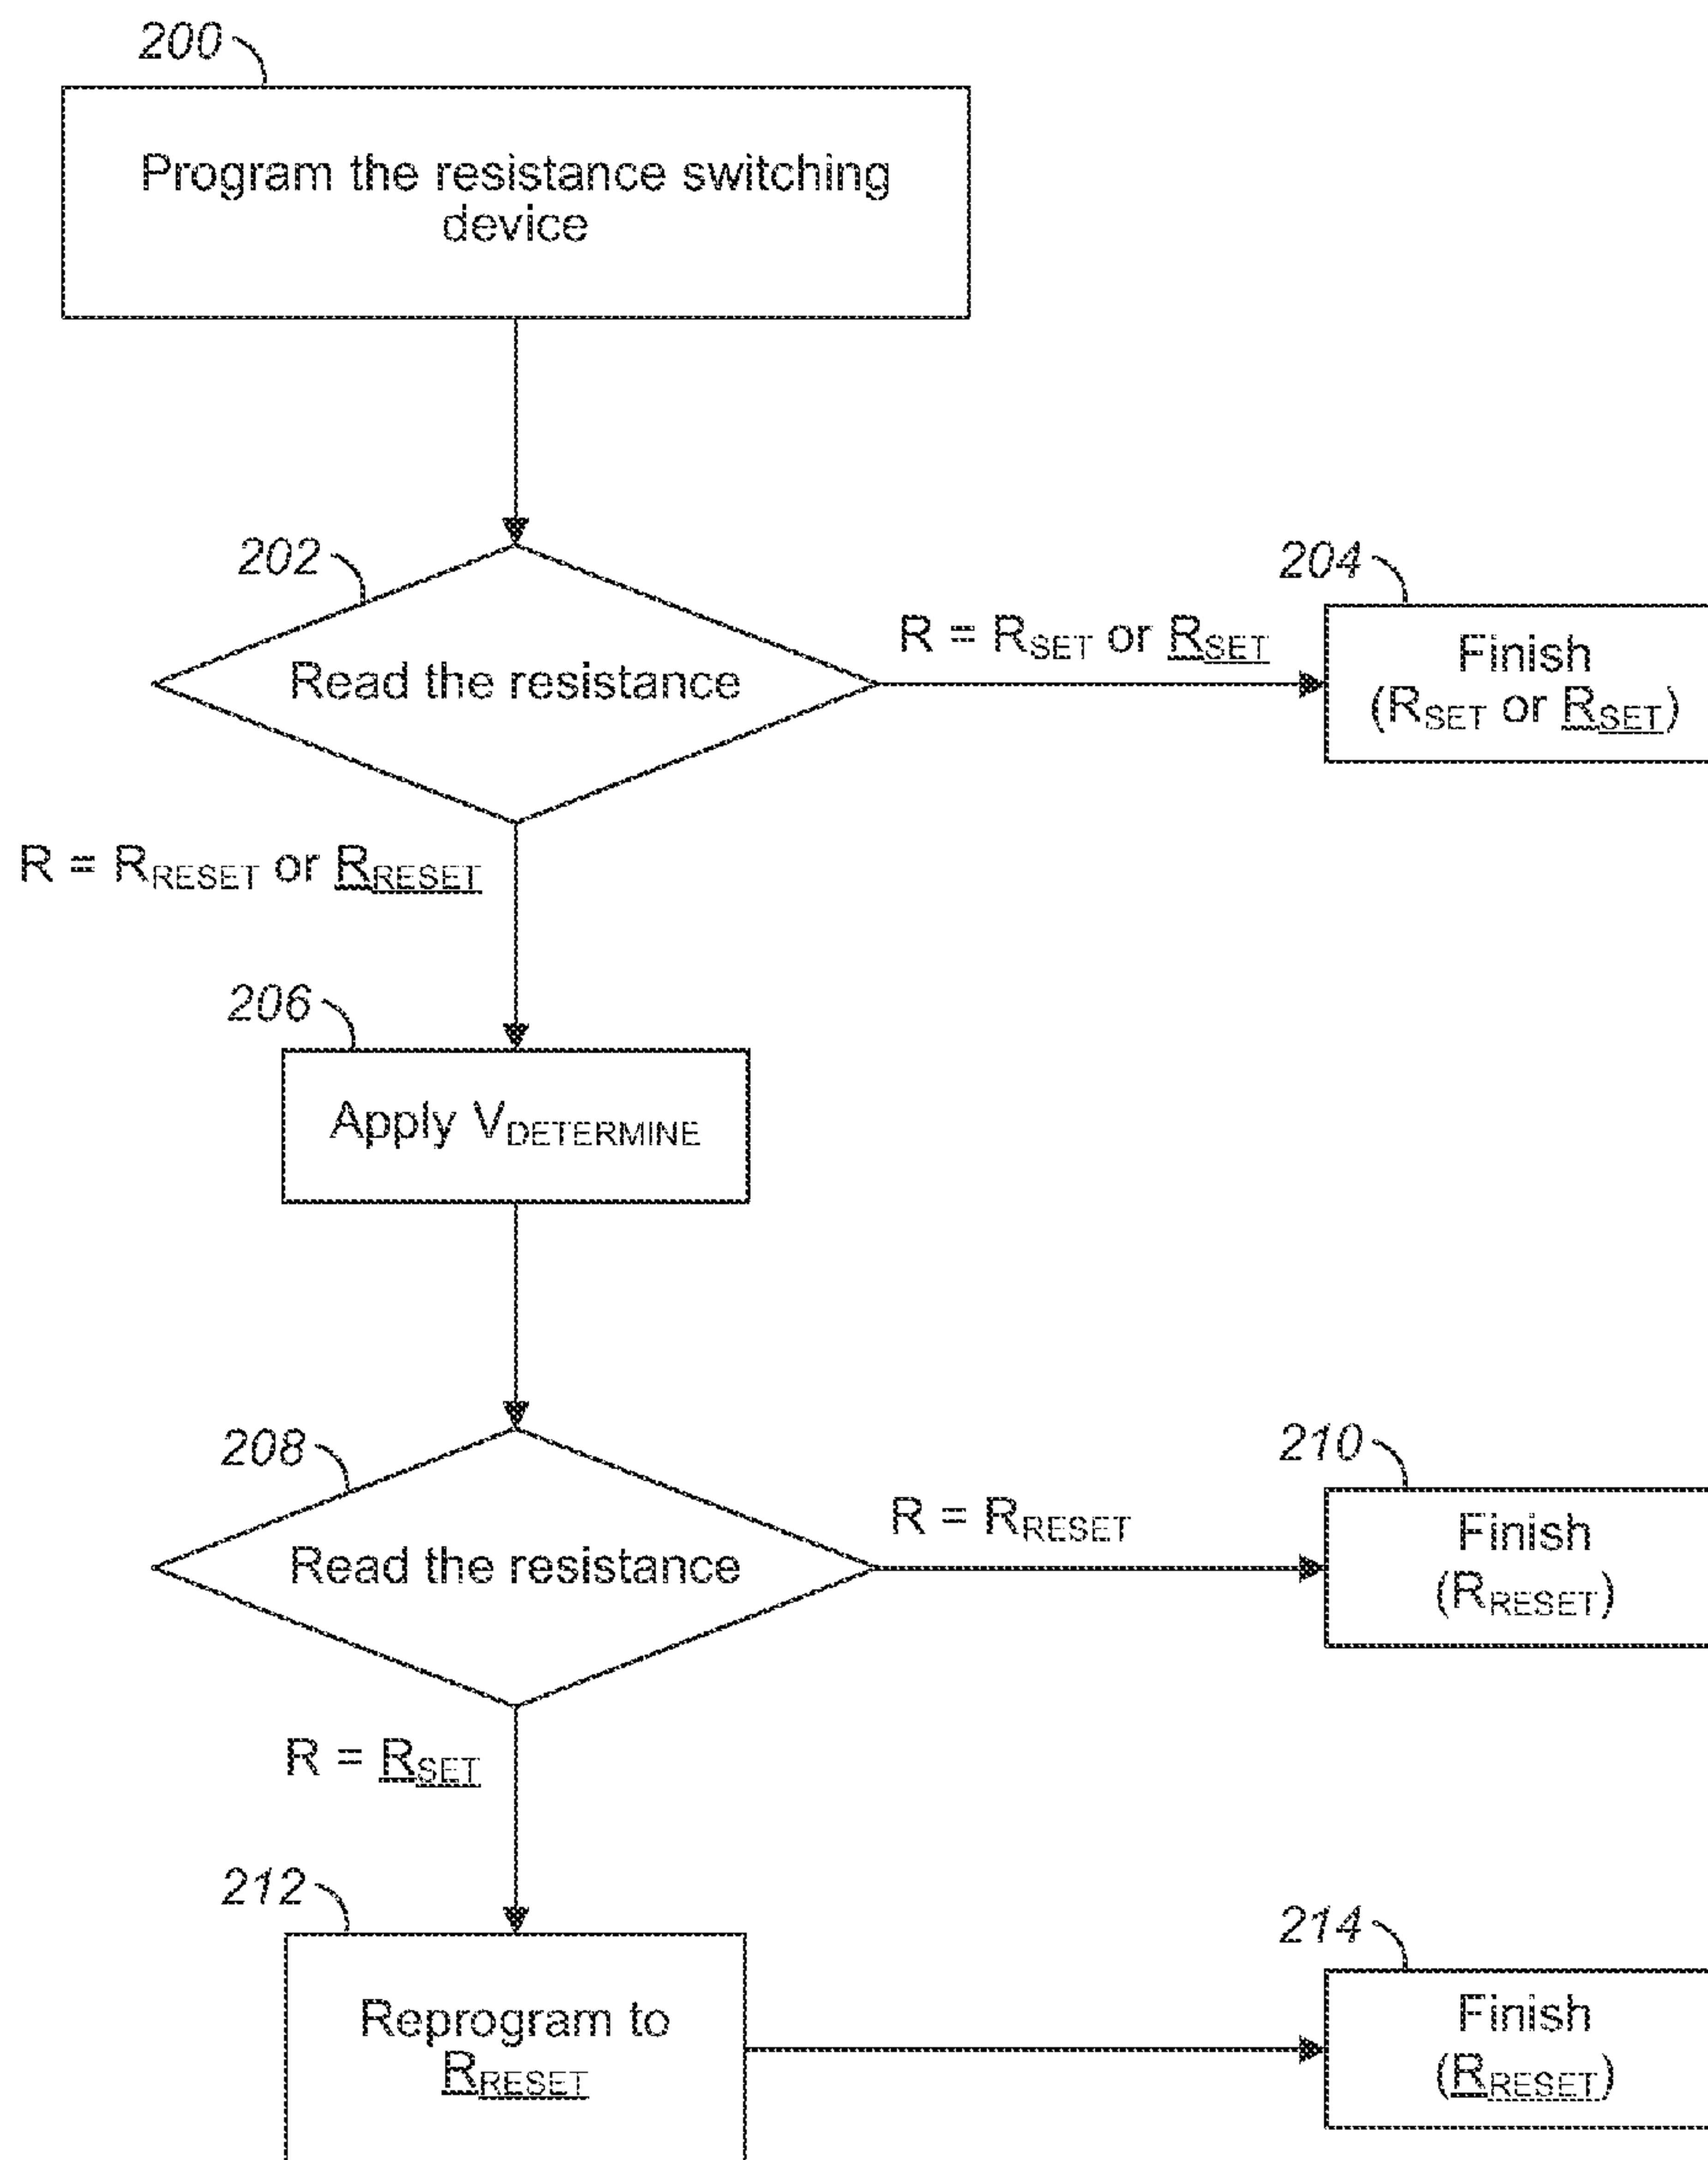 200
Program the resistance switching
device
202
Read the resistance
R = RSET or RSET
204
Finish
(RSET or RSET)
R = RRESET or RRESET
206
Apply VDETERMINE
208
Read the resistance
R = RRESET
210
Finish
(RRESET)
R = RSET
212
Reprogram to
RRESET
214
Finish
(RRESET)